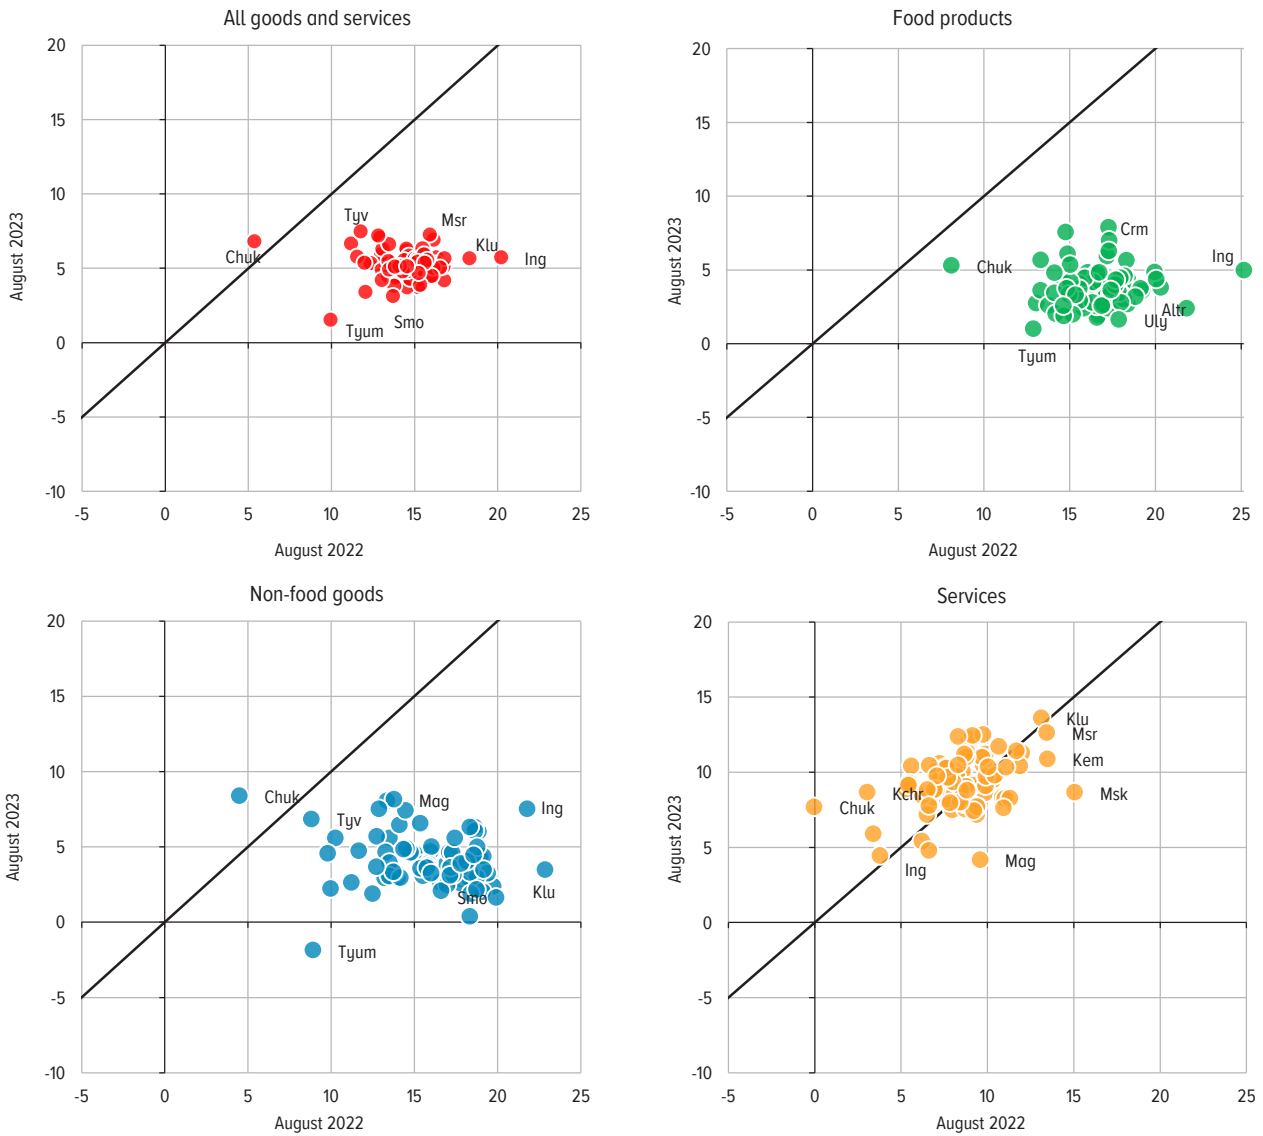 All goods and services
20
15
10
5
0
-5
-10
-5
0
5
10
15
20
25
August 2023
August 2022
Chuk
Tyv
Msr
Klu
Ing
Smo
Tyum
Food products
20
15
10
5
0
-5
-10
-5
0
5
10
15
20
25
August 2023
August 2022
Chuk
Crm
Ing
Altr
Uly
Tyum
Non-food goods
20
15
10
5
0
-5
-10
-5
0
5
10
15
20
25
August 2023
August 2022
Chuk
Tyv
Mag
Ing
Klu
Smo
Tyum
Services
20
15
10
5
0
-5
-10
-5
0
5
10
15
20
25
August 2022
Klu
Msr
Kem
Msk
Kchr
Chuk
Ing
Mag